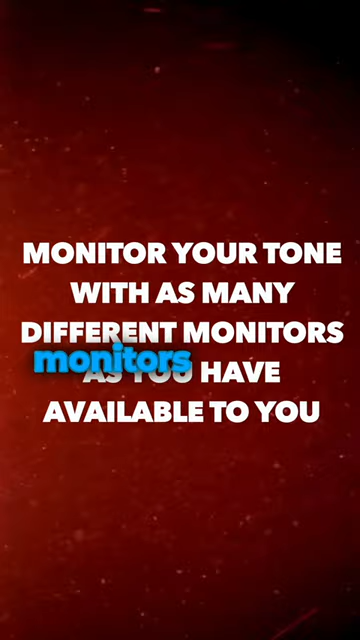 MONITOR YOUR TONE
WITH AS MANY
DIFFERENT MONITORS
monitors
AS YOU HAVE
AVAILABLE TO YOU